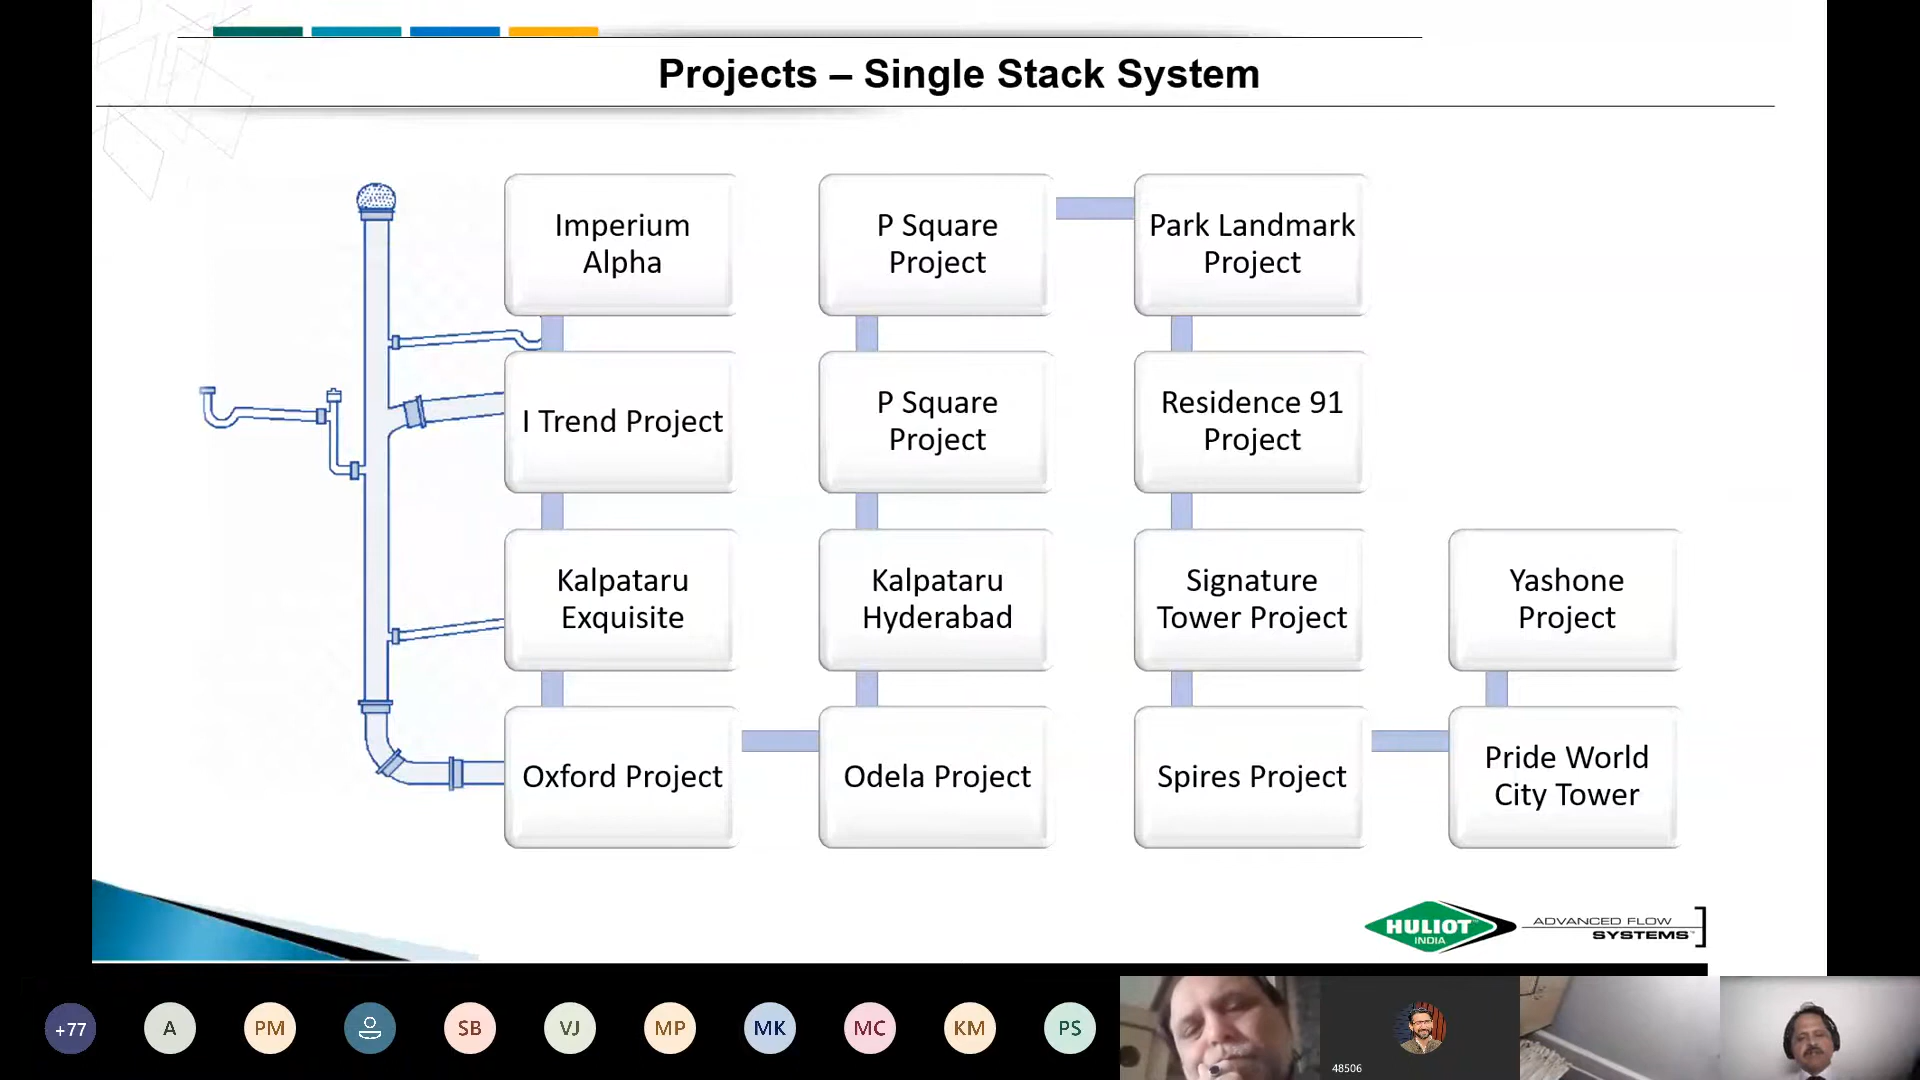 Projects – Single Stack System
Imperium
Alpha
P Square
Project
Park Landmark
Project
I Trend Project
P Square
Project
Residence 91
Project
Kalpataru
Exquisite
Kalpataru
Hyderabad
Signature
Tower Project
Yashone
Project
Oxford Project
Odela Project
Spires Project
Pride World
City Tower
HULIOT™
INDIA
ADVANCED FLOW
SYSTEMS™
+77
A
PM
SB
VJ
MP
MK
MC
KM
PS
48506